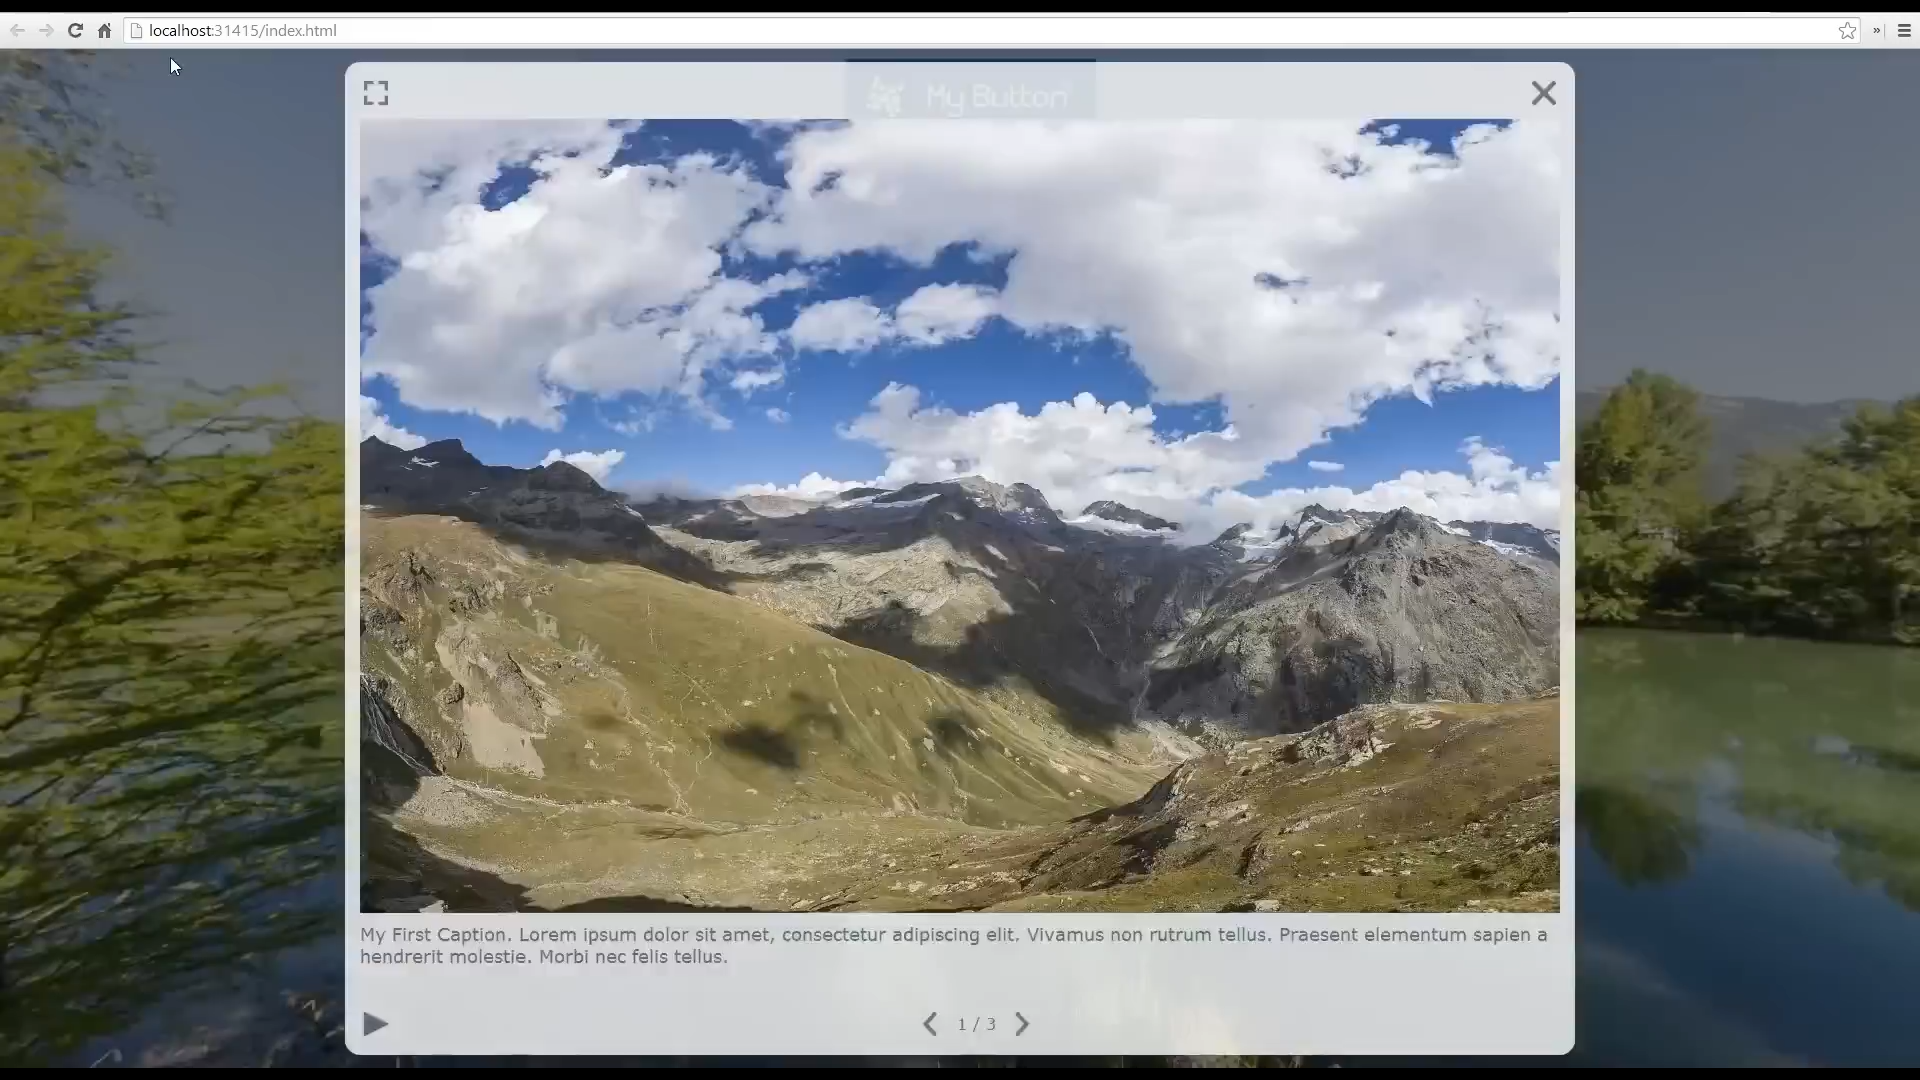 localhost:31415/index.html
My Button
My First Caption. Lorem ipsum dolor sit amet, consectetur adipiscing elit. Vivamus non rutrum tellus. Praesent elementum sapien a
hendrerit molestie. Morbi nec felis tellus.
1 / 3